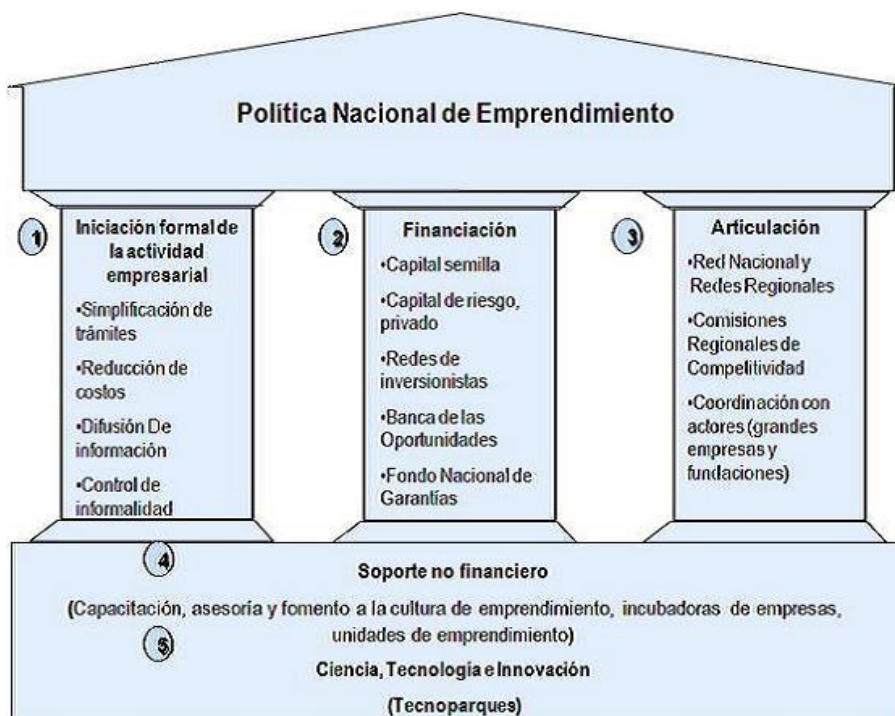 Política Nacional de Emprendimiento
1
Iniciación formal de
la actividad
empresarial
•Simplificación de
trámites
•Reducción de
costos
•Difusión De
información
•Control de
informalidad
2
Financiación
•Capital semilla
•Capital de riesgo,
privado
•Redes de
inversionistas
•Banca de las
Oportunidades
•Fondo Nacional de
Garantías
3
Articulación
•Red Nacional y
Redes Regionales
•Comisiones
Regionales de
Competitividad
•Coordinación con
actores (grandes
empresas y
fundaciones)
4
Soporte no financiero
(Capacitación, asesoría y fomento a la cultura de emprendimiento, incubadoras de empresas,
unidades de emprendimiento)
5
Ciencia, Tecnología e Innovación
(Tecnoparques)